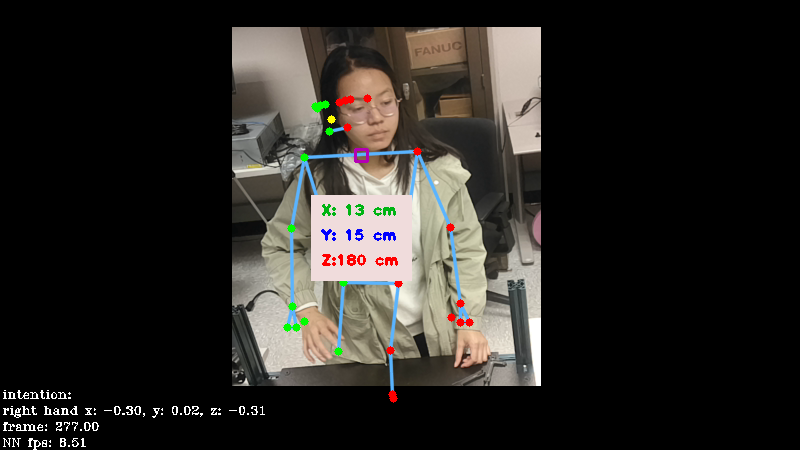 FANUC
X: 13 cm
Y: 15 cm
Z:180 cm
intention:
right hand x: −0.30, y: 0.02, z: −0.31
frame: 277.00
NN fps: 8.51